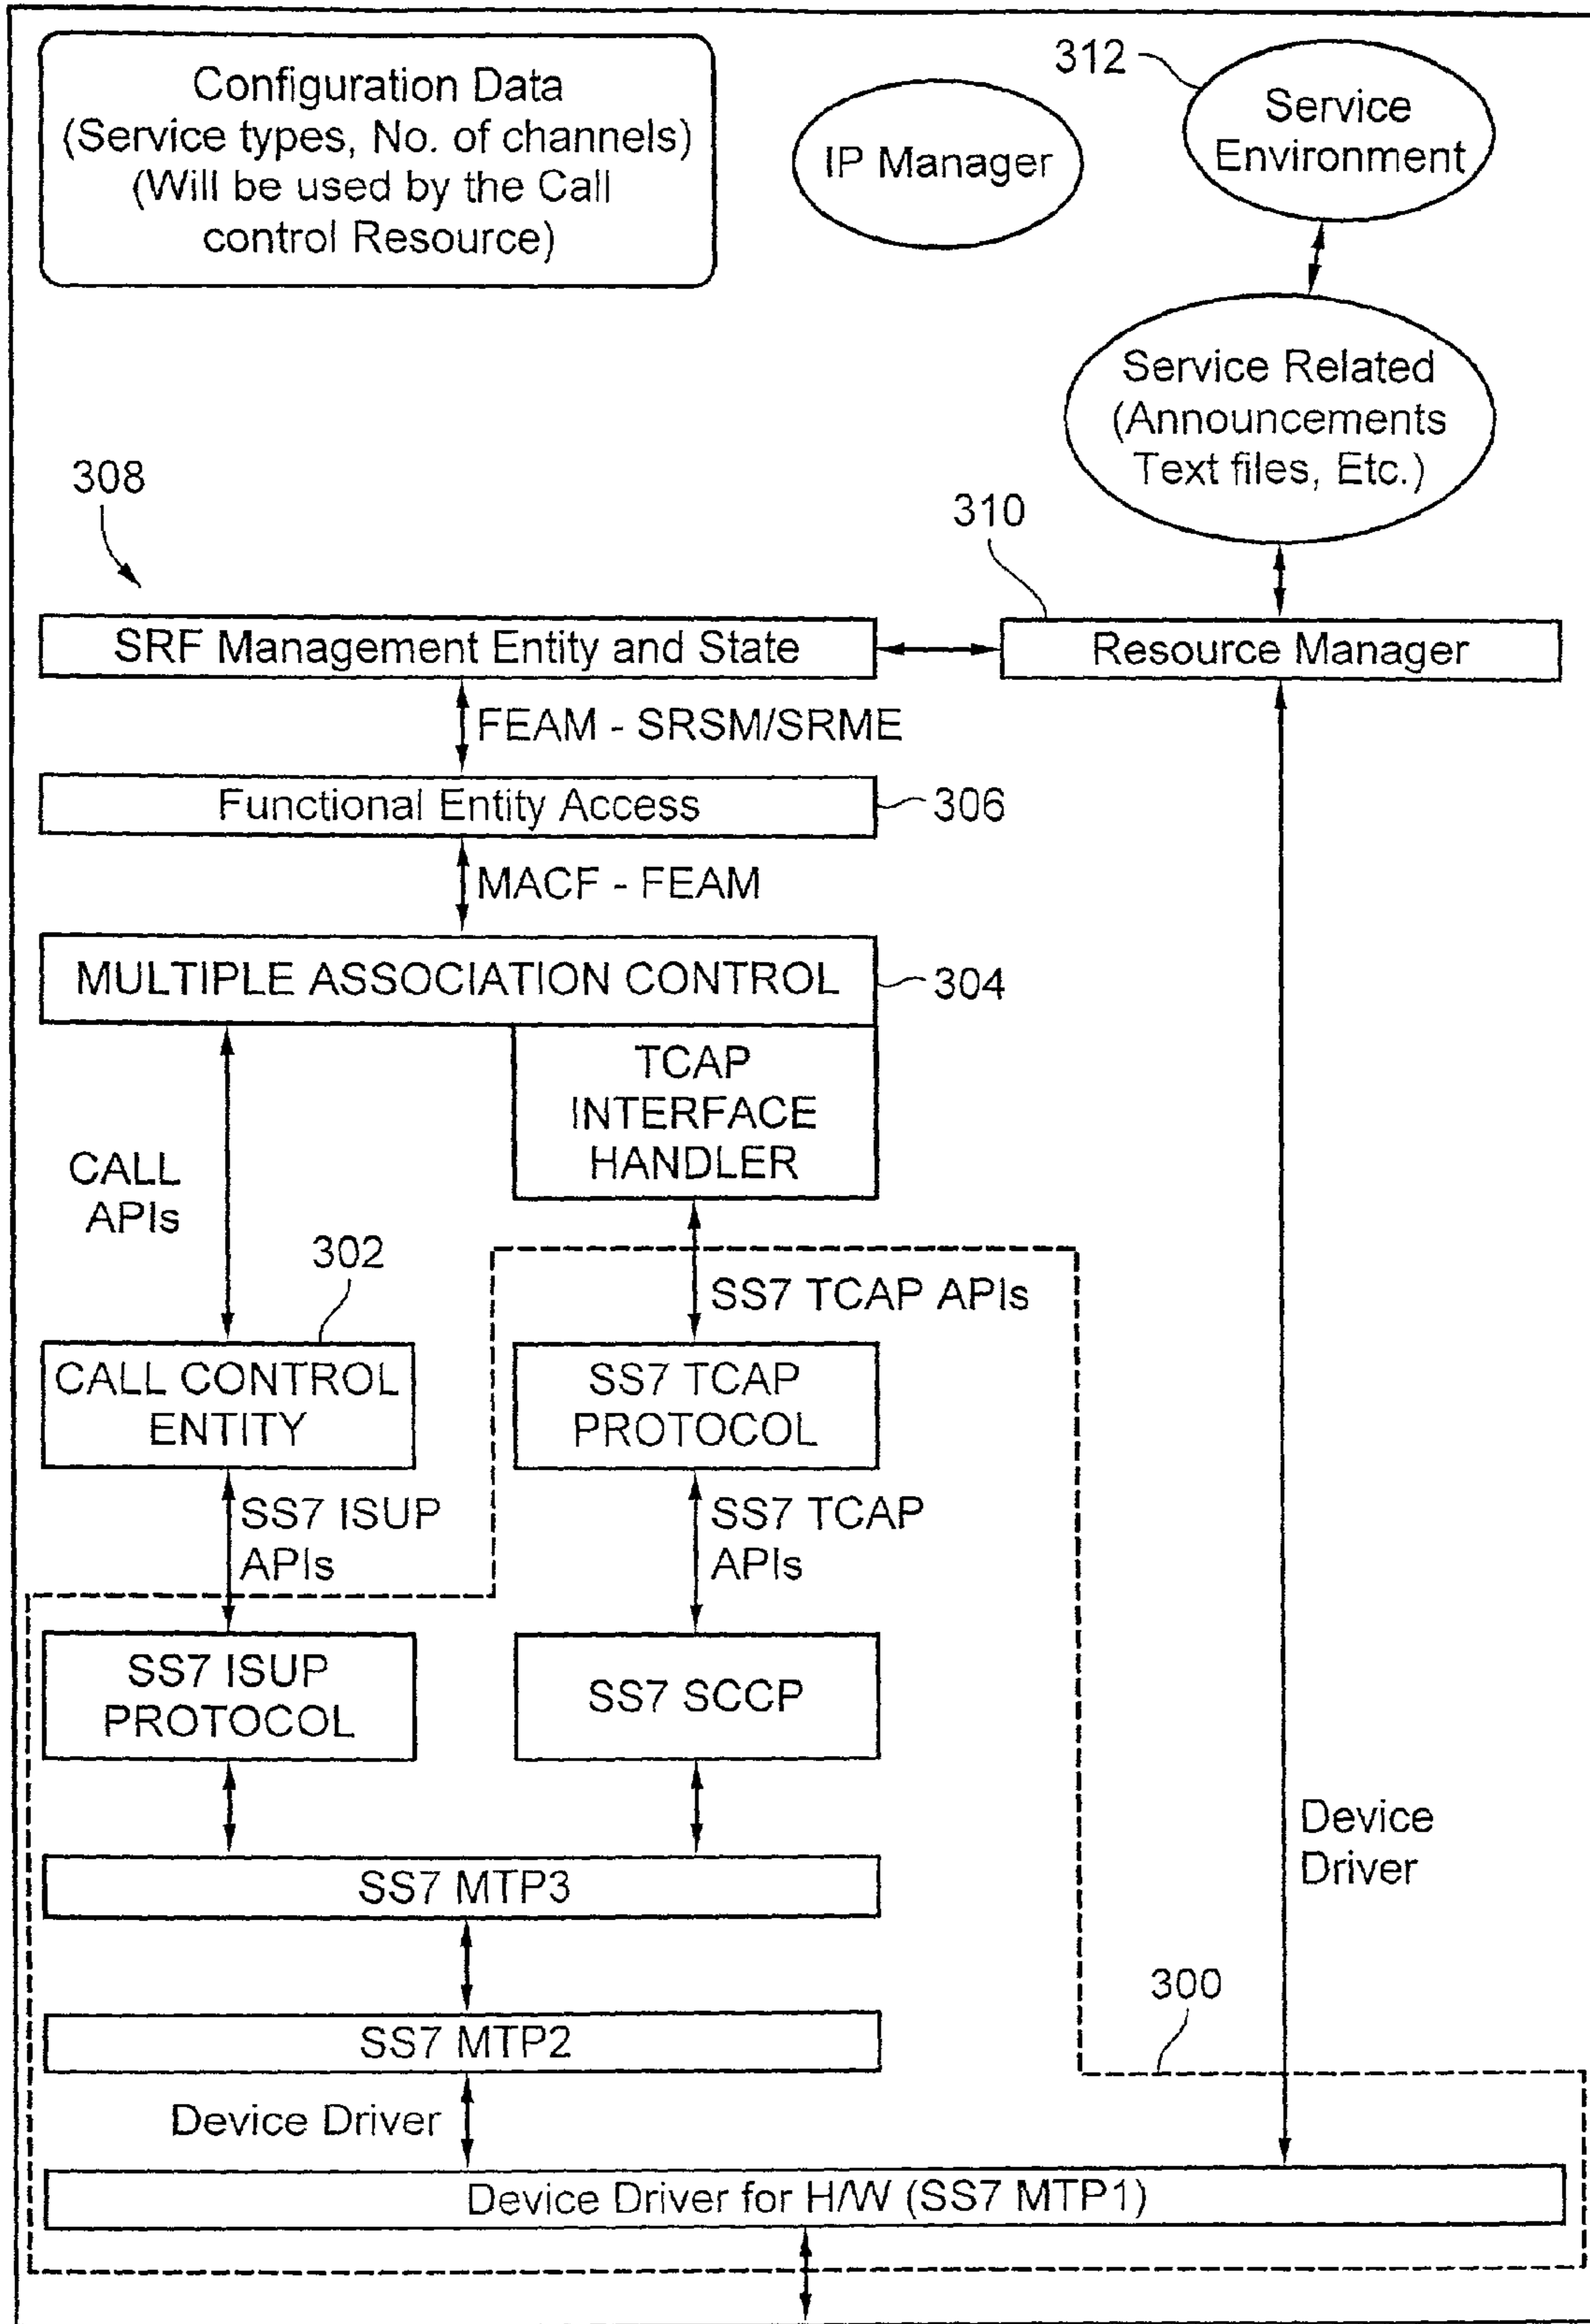 Configuration Data
(Service types, No. of channels)
(Will be used by the Call
control Resource)
IP Manager
312
Service
Environment
Service Related
(Announcements
Text files, Etc.)
308
310
SRF Management Entity and State
Resource Manager
FEAM - SRSM/SRME
Functional Entity Access
306
MACF - FEAM
MULTIPLE ASSOCIATION CONTROL
304
TCAP
INTERFACE
HANDLER
CALL
APIs
302
SS7 TCAP APIs
CALL CONTROL
ENTITY
SS7 TCAP
PROTOCOL
SS7 ISUP
APIs
SS7 TCAP
APIs
SS7 ISUP
PROTOCOL
SS7 SCCP
Device
Driver
SS7 MTP3
300
SS7 MTP2
Device Driver
Device Driver for H/W (SS7 MTP1)